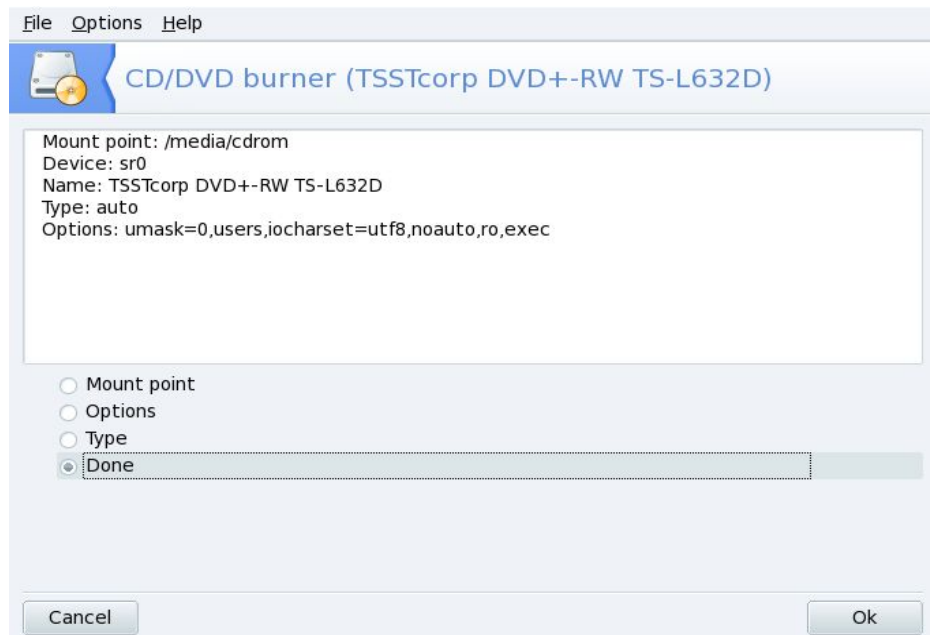 File Options Help
CD/DVD burner (TSSTcorp DVD+-RW TS-L632D)
Mount point: /media/cdrom
Device: sr0
Name: TSSTcorp DVD+-RW TS-L632D
Type: auto
Options: umask=0,users,iocharset=utf8,noauto,ro,exec
Mount point
Options
Type
Done
Cancel Ok